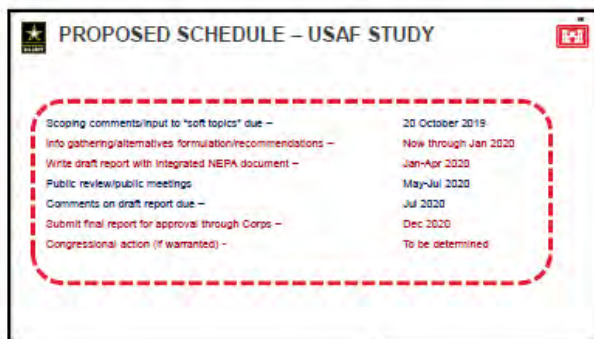 PROPOSED SCHEDULE – USAF STUDY
Scoping comments/input to "soft topics" due – 20 October 2019
Info gathering/alternatives formulation/recommendations – Now through Jan 2020
Write draft report with integrated NEPA document – Jan-Apr 2020
Public review/public meetings May-Jul 2020
Comments on draft report due – Jul 2020
Submit final report for approval through Corps – Dec 2020
Congressional action (if warranted) - To be determined